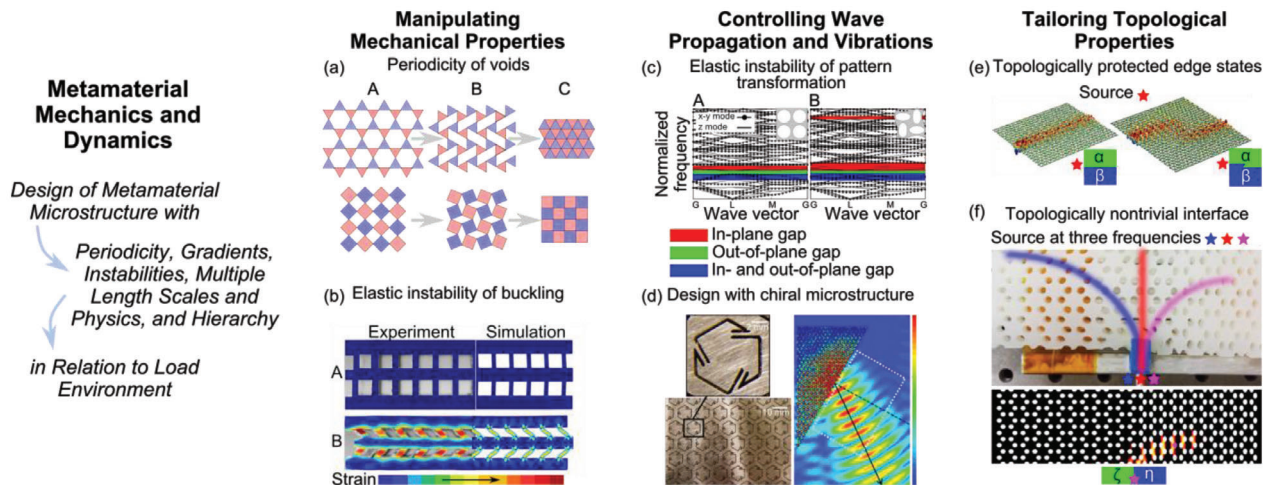 Metamaterial
Mechanics and
Dynamics
Design of Metamaterial
Microstructure with
Periodicity, Gradients,
Instabilities, Multiple
Length Scales and
Physics, and Hierarchy
in Relation to Load
Environment
Manipulating
Mechanical Properties
(a)
Periodicity of voids
A
B
C
(b) Elastic instability of buckling
Experiment
Simulation
A
B
Strain
Controlling Wave
Propagation and Vibrations
(c) Elastic instability of pattern
transformation
A
B
x-y mode
z mode
Normalized
frequency
G
L
M
G
G
L
M
G
Wave vector
Wave vector
In-plane gap
Out-of-plane gap
In- and out-of-plane gap
(d) Design with chiral microstructure
10 mm
Tailoring Topological
Properties
(e) Topologically protected edge states
Source
α
β
α
β
(f) Topologically nontrivial interface
Source at three frequencies
ζ
η